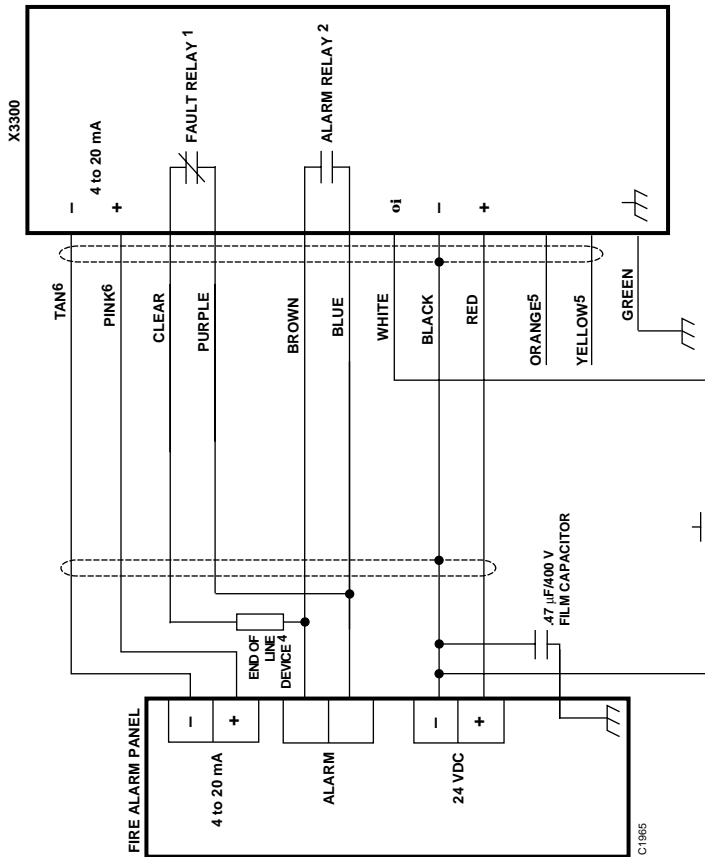 X3300
4 to 20 mA
−
+
FAULT RELAY 1
ALARM RELAY 2
oi
−
+
TAN6
PINK6
CLEAR
PURPLE
BROWN
BLUE
WHITE
BLACK
RED
ORANGE5
YELLOW5
GREEN
END OF
LINE
DEVICE 4
.47 µF/400 V
FILM CAPACITOR
FIRE ALARM PANEL
−
+
4 to 20 mA
ALARM
−
+
24 VDC
C1965